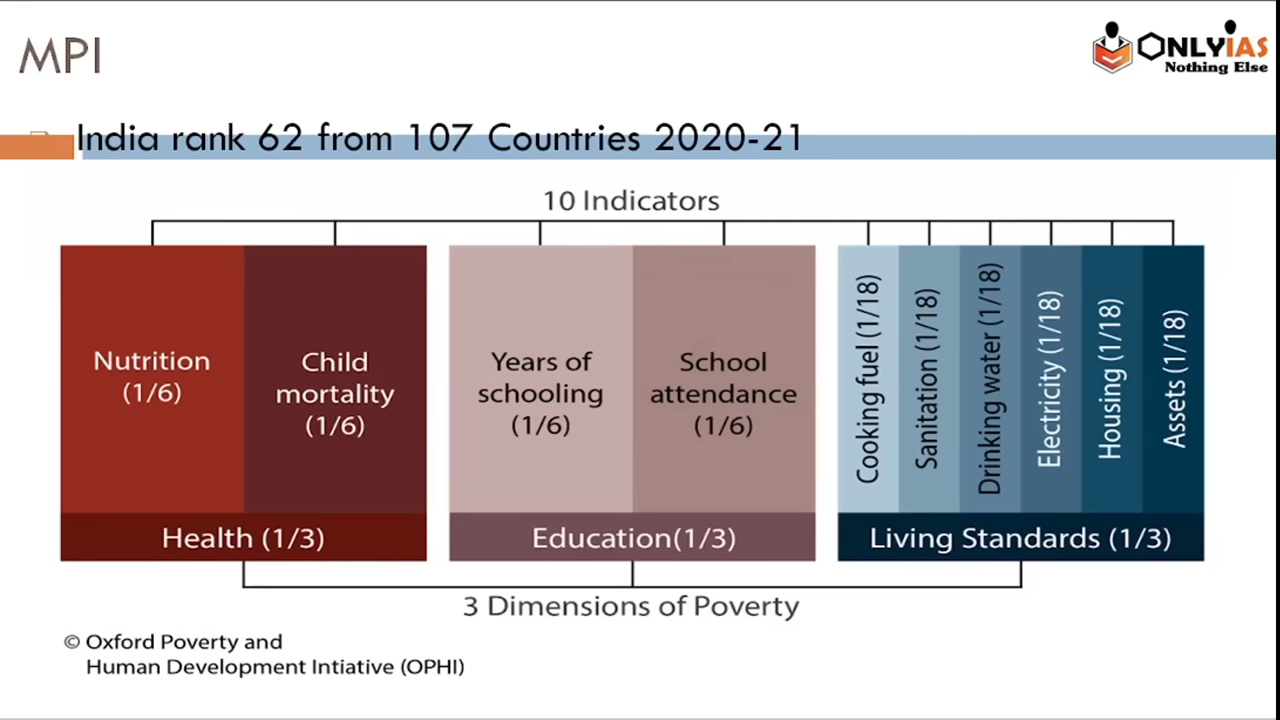 MPI
ONLYIAS
Nothing Else
India rank 62 from 107 Countries 2020-21
10 Indicators
Nutrition
(1/6)
Child
mortality
(1/6)
Years of
schooling
(1/6)
School
attendance
(1/6)
Cooking fuel (1/18)
Sanitation (1/18)
Drinking water (1/18)
Electricity (1/18)
Housing (1/18)
Assets (1/18)
Health (1/3)
Education(1/3)
Living Standards (1/3)
3 Dimensions of Poverty
© Oxford Poverty and
Human Development Intiative (OPHI)